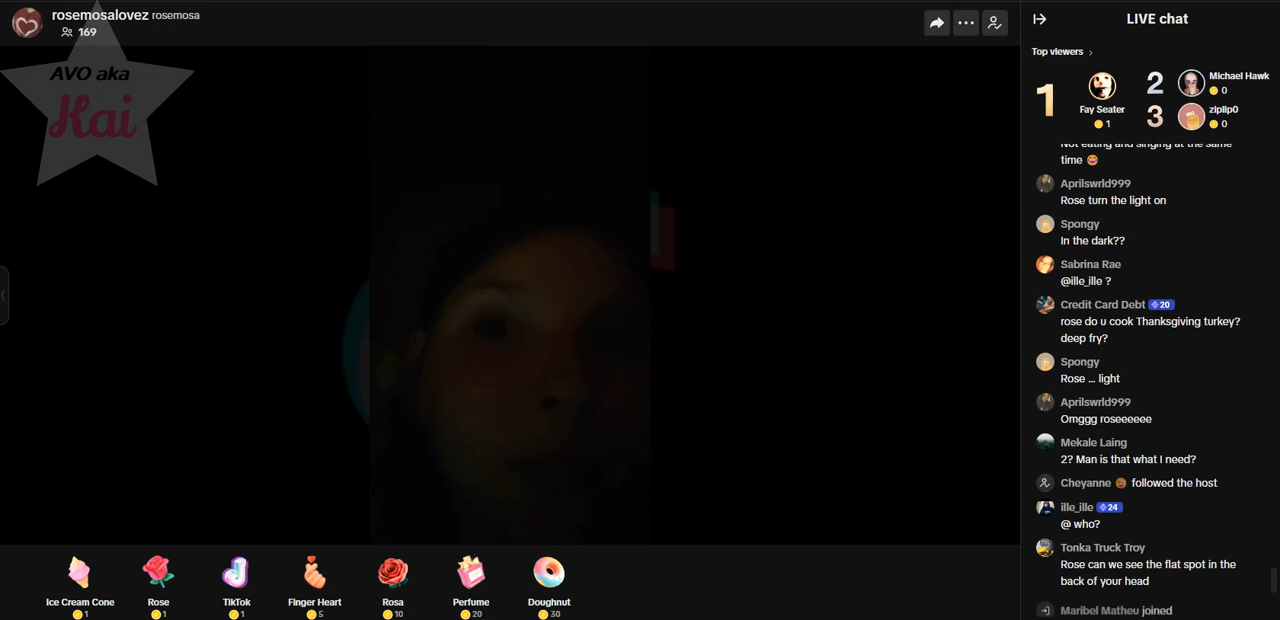 rosemosalovez rosemosa
169
AVO aka
Kai
LIVE chat
Top viewers
1
Fay Seater
1
2
Michael Hawk
0
3
ziplip0
0
Not eating and singing at the same
time
Aprilswrld999
Rose turn the light on
Spongy
In the dark??
Sabrina Rae
@ille_ille ?
Credit Card Debt 20
rose do u cook Thanksgiving turkey?
deep fry?
Spongy
Rose ... light
Aprilswrld999
Omggg roseeeeee
Mekale Laing
2? Man is that what I need?
Cheyanne followed the host
ille_ille 24
@ who?
Tonka Truck Troy
Rose can we see the flat spot in the
back of your head
Maribel Matheu joined
Ice Cream Cone
1
Rose
1
TikTok
1
Finger Heart
5
Rosa
10
Perfume
20
Doughnut
30